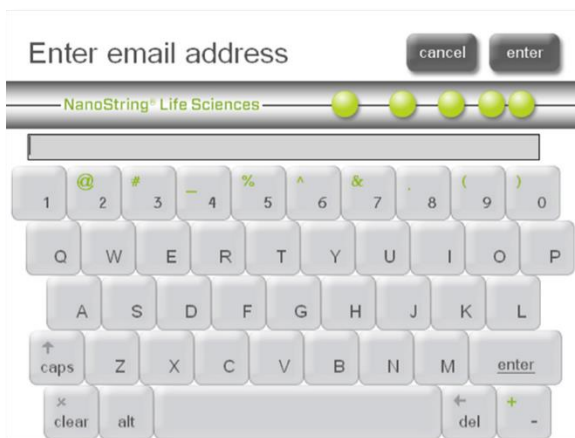 Enter email address cancel enter
NanoString® Life Sciences
@ # _ % ^ & . ( )
1 2 3 4 5 6 7 8 9 0
Q W E R T Y U I O P
A S D F G H J K L
caps Z X C V B N M enter
clear alt del + -